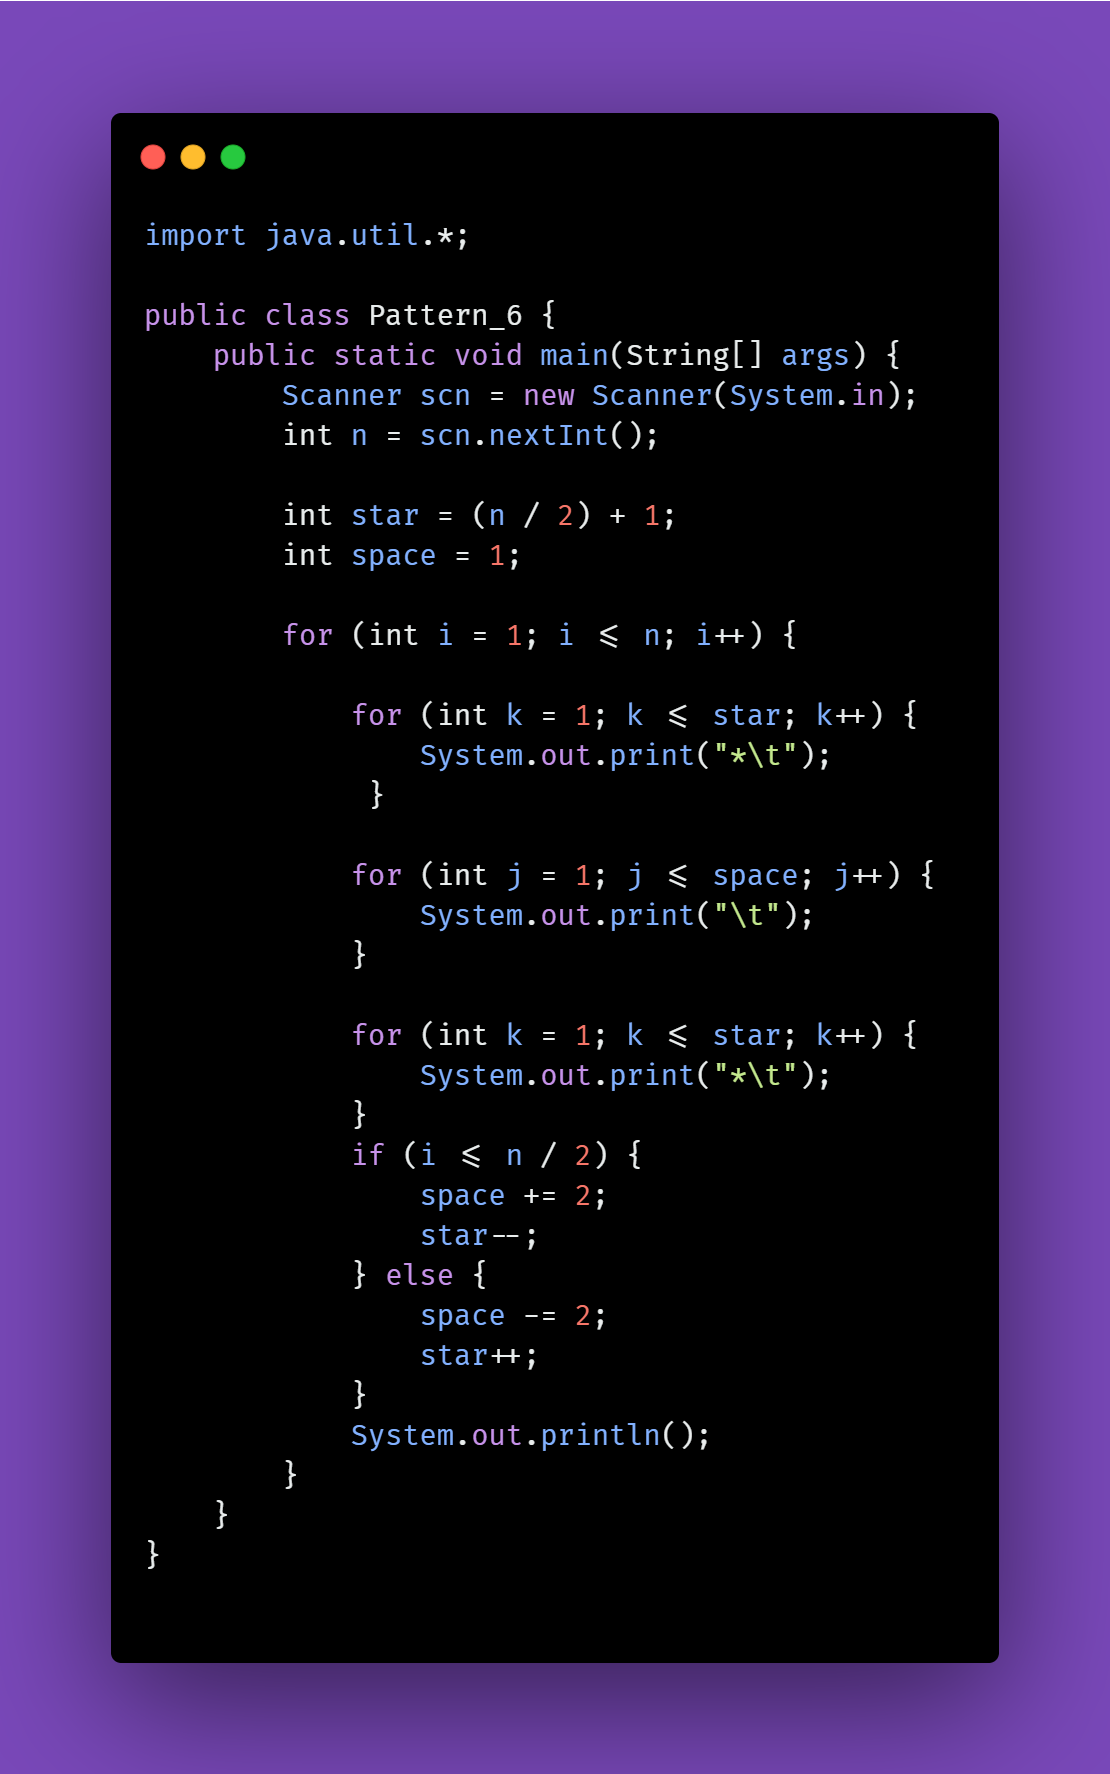 import java.util.*;

public class Pattern_6 {
    public static void main(String[] args) {
        Scanner scn = new Scanner(System.in);
        int n = scn.nextInt();

        int star = (n / 2) + 1;
        int space = 1;

        for (int i = 1; i <= n; i++) {

            for (int k = 1; k <= star; k++) {
                System.out.print("*\t");
             }

            for (int j = 1; j <= space; j++) {
                System.out.print("\t");
            }

            for (int k = 1; k <= star; k++) {
                System.out.print("*\t");
            }
            if (i <= n / 2) {
                space += 2;
                star--;
            } else {
                space -= 2;
                star++;
            }
            System.out.println();
        }
    }
}